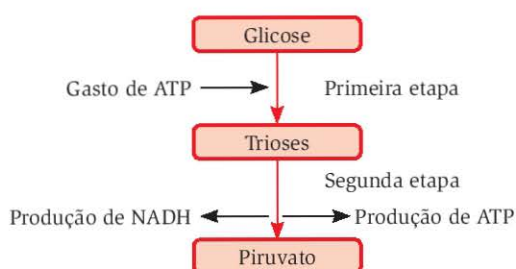 Glicose
Gasto de ATP
Primeira etapa
Trioses
Segunda etapa
Produção de NADH
Produção de ATP
Piruvato